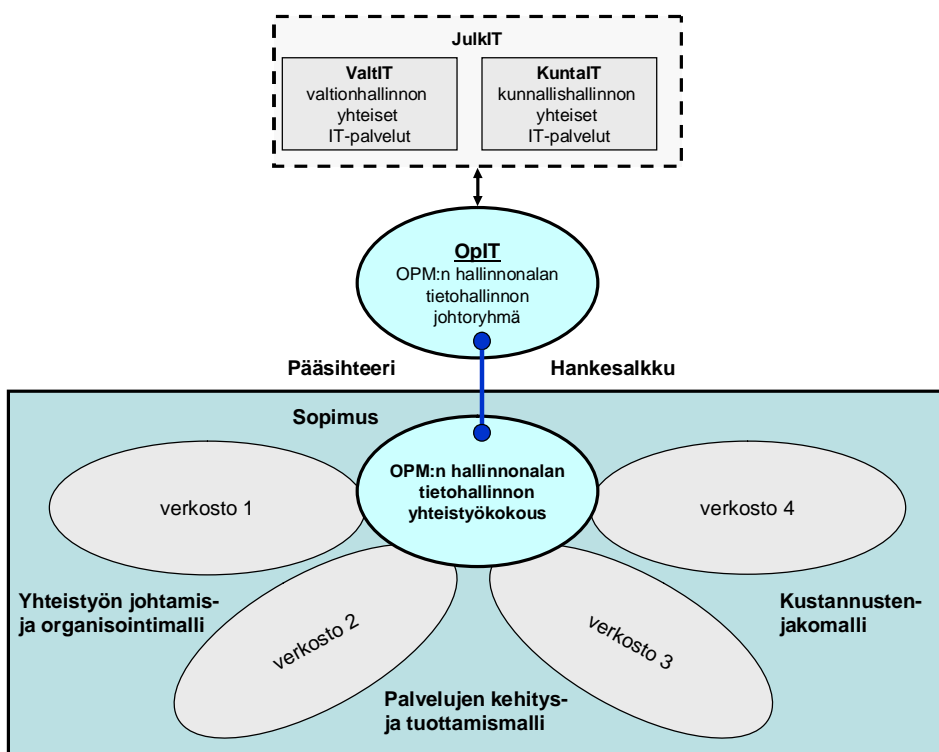 JulkIT
ValtIT
valtionhallinnon
yhteiset
IT-palvelut
KuntaIT
kunnallishallinnon
yhteiset
IT-palvelut
OpIT
OPM:n hallinnonalan
tietohallinnon
johtoryhmä
Pääsihteeri
Hankesalkku
Sopimus
OPM:n hallinnonalan
tietohallinnon
yhteistyökokous
verkosto 1
verkosto 4
Yhteistyön johtamis-
ja organisointimalli
verkosto 2
verkosto 3
Kustannusten-
jakomalli
Palvelujen kehitys-
ja tuottamismalli